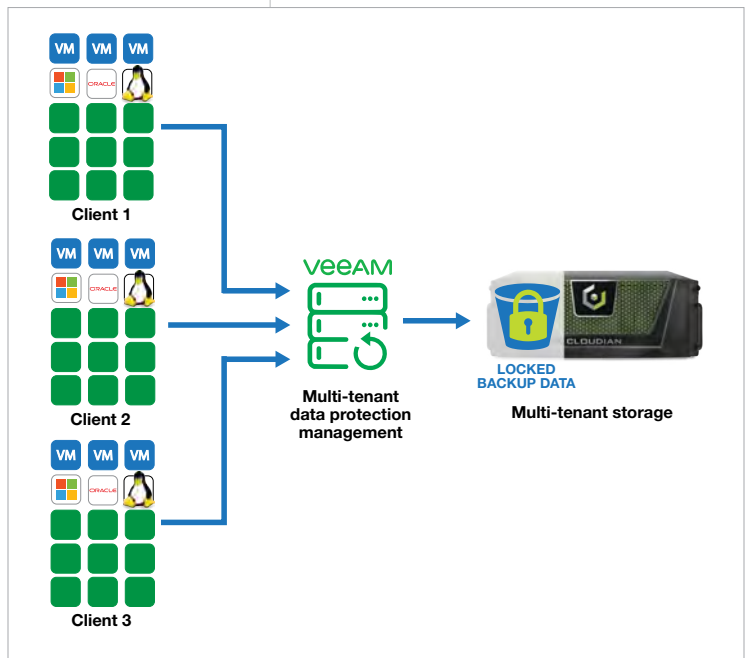 VM VM VM
ORACLE
Client 1
VM VM VM
ORACLE
Client 2
VM VM VM
ORACLE
Client 3
veeAM
Multi-tenant
data protection
management
CLOUDIAN
LOCKED
BACKUP DATA
Multi-tenant storage